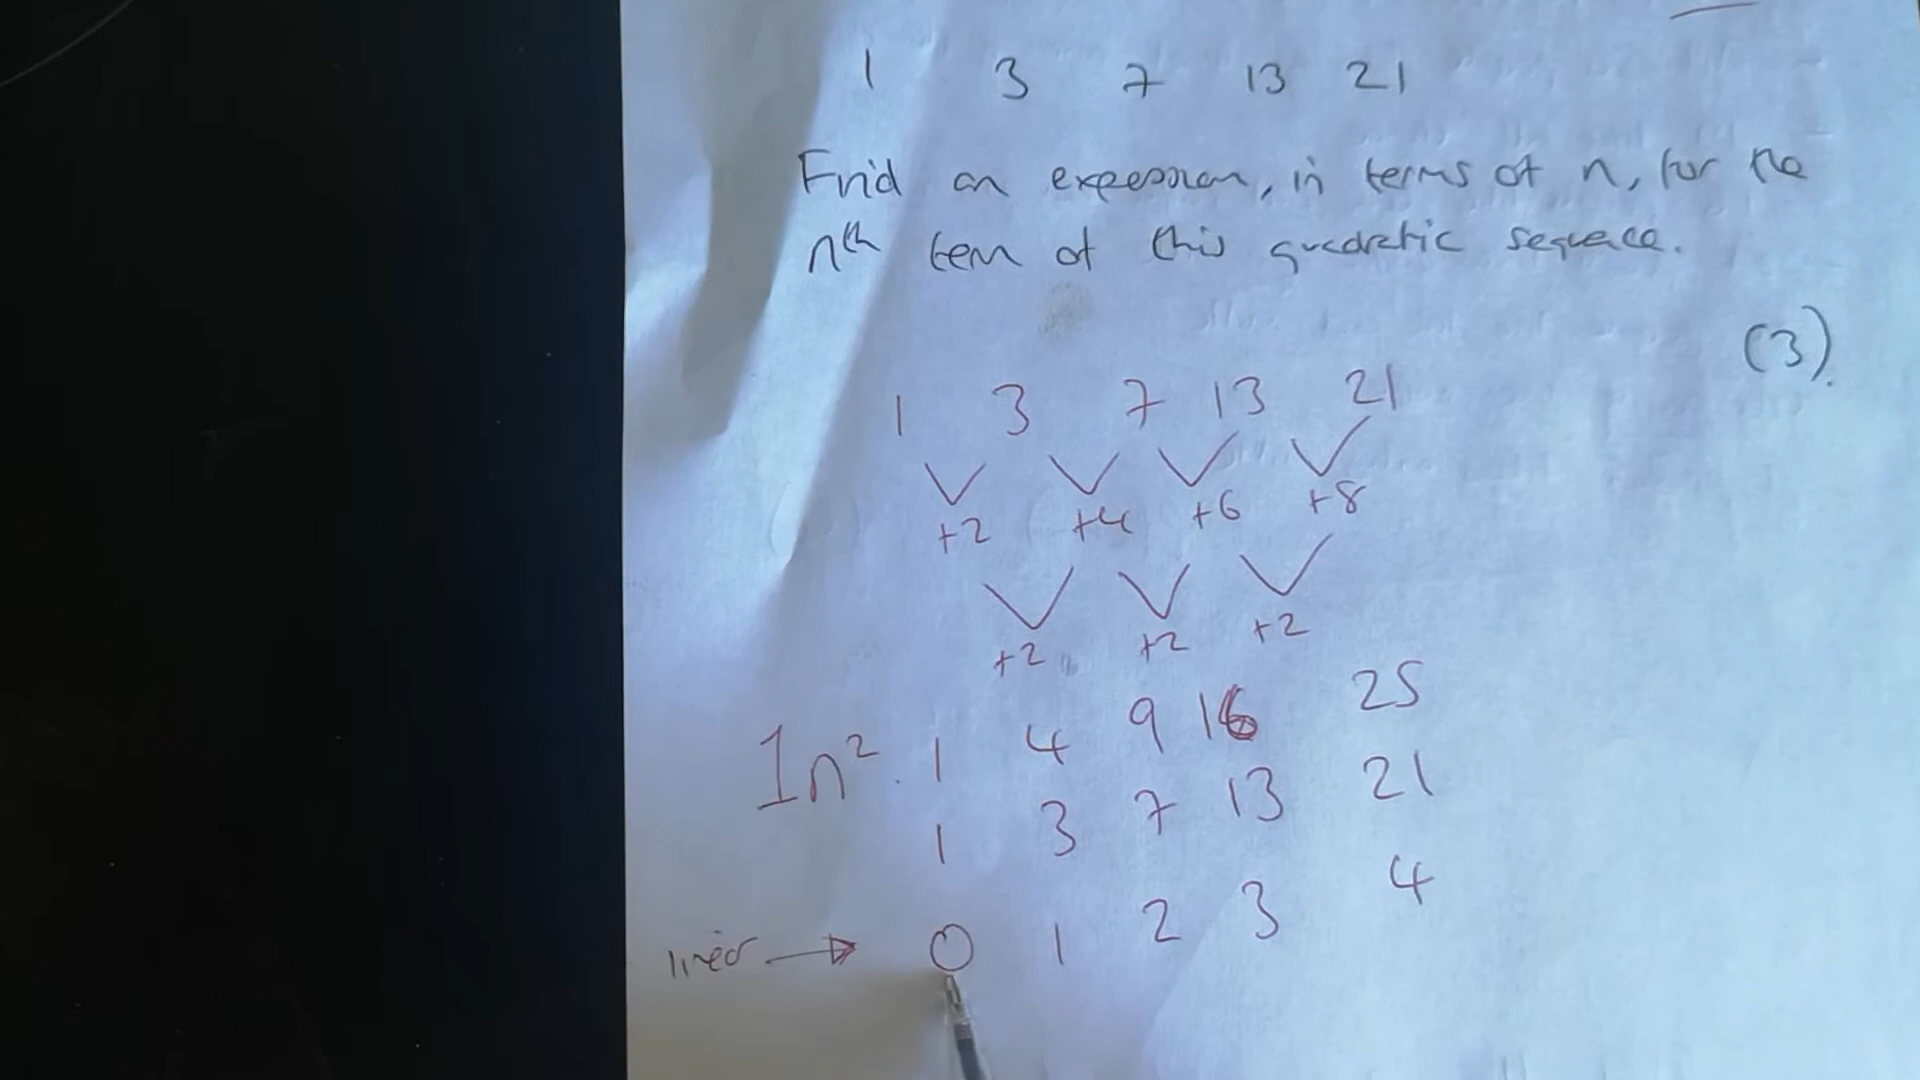 1 3 7 13 21
Find an expression, in terms of n, for the
nth term of this quadratic sequence.
(3).
1 3 7 13 21
+2 +4 +6 +8
+2 +2 +2
1n² 1 4 9 16 25
1 3 7 13 21
linear → 0 1 2 3 4